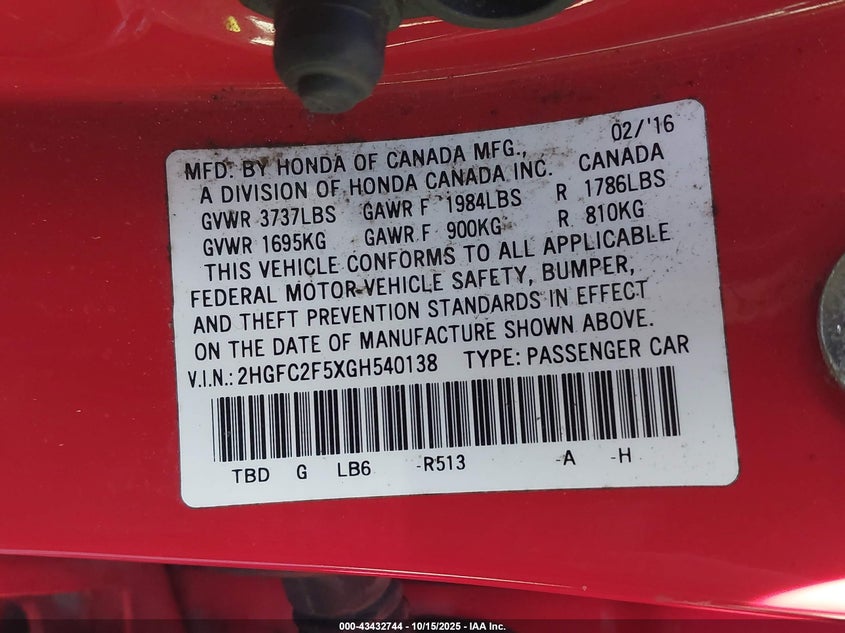 02/'16
MFD. BY HONDA OF CANADA MFG.,
A DIVISION OF HONDA CANADA INC. CANADA
GVWR 3737LBS GAWR F 1984LBS R 1786LBS
GVWR 1695KG GAWR F 900KG R 810KG
THIS VEHICLE CONFORMS TO ALL APPLICABLE
FEDERAL MOTOR VEHICLE SAFETY, BUMPER,
AND THEFT PREVENTION STANDARDS IN EFFECT
ON THE DATE OF MANUFACTURE SHOWN ABOVE.
V.I.N.: 2HGFC2F5XGH540138 TYPE: PASSENGER CAR
TBD G LB6 -R513 -A -H
000-43432744 - 10/15/2025 - IAA Inc.